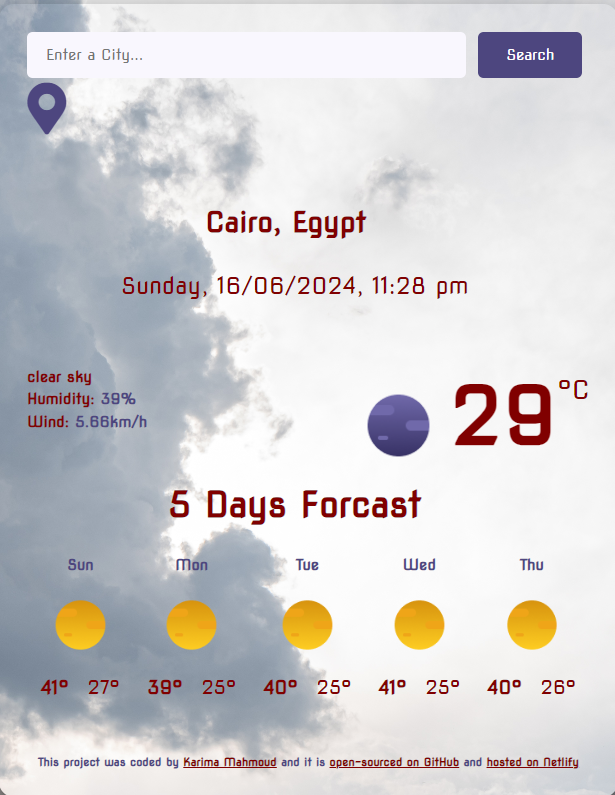 Enter a City...
Search
Cairo, Egypt
Sunday, 16/06/2024, 11:28 pm
clear sky
Humidity: 39%
Wind: 5.66km/h
29°C
5 Days Forcast
Sun Mon Tue Wed Thu
41° 27° 39° 25° 40° 25° 41° 25° 40° 26°
This project was coded by Karima Mahmoud and it is open-sourced on GitHub and hosted on Netlify